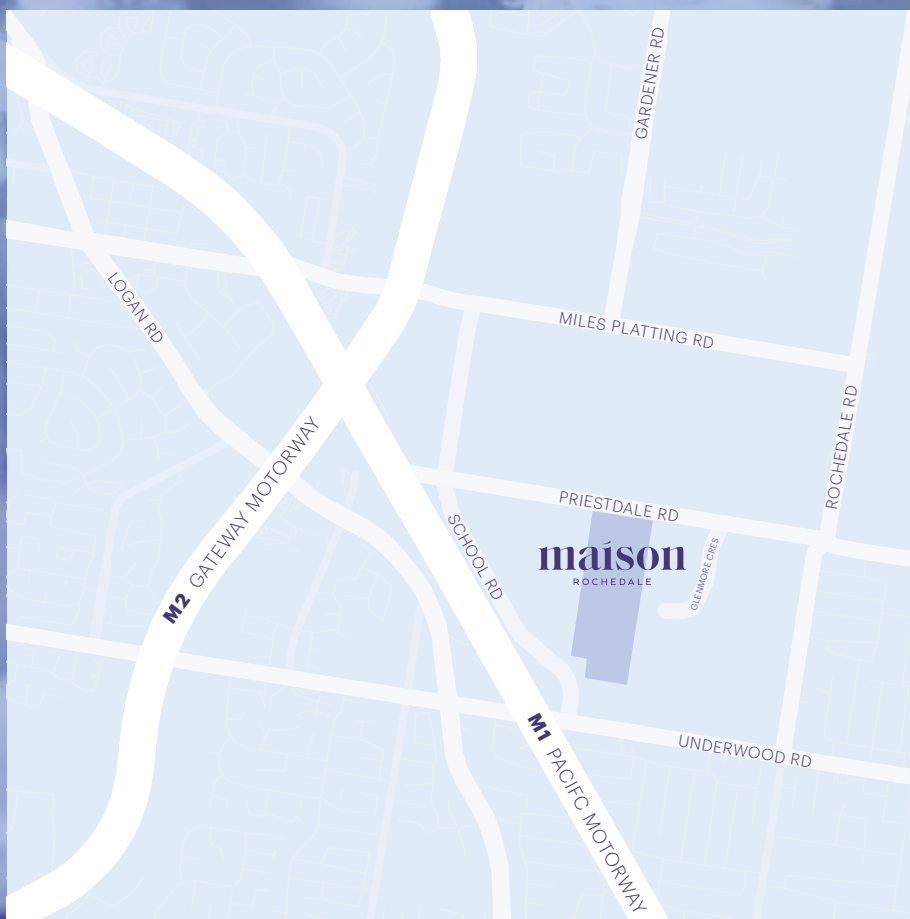 GARDENER RD
LOGAN RD
MILES PLATTING RD
ROCHEDALE RD
M2 GATEWAY MOTORWAY
PRIESTDALE RD
SCHOOL RD
maison
ROCHEDALE
GLENMORE CRES
M1 PACIFC MOTORWAY
UNDERWOOD RD